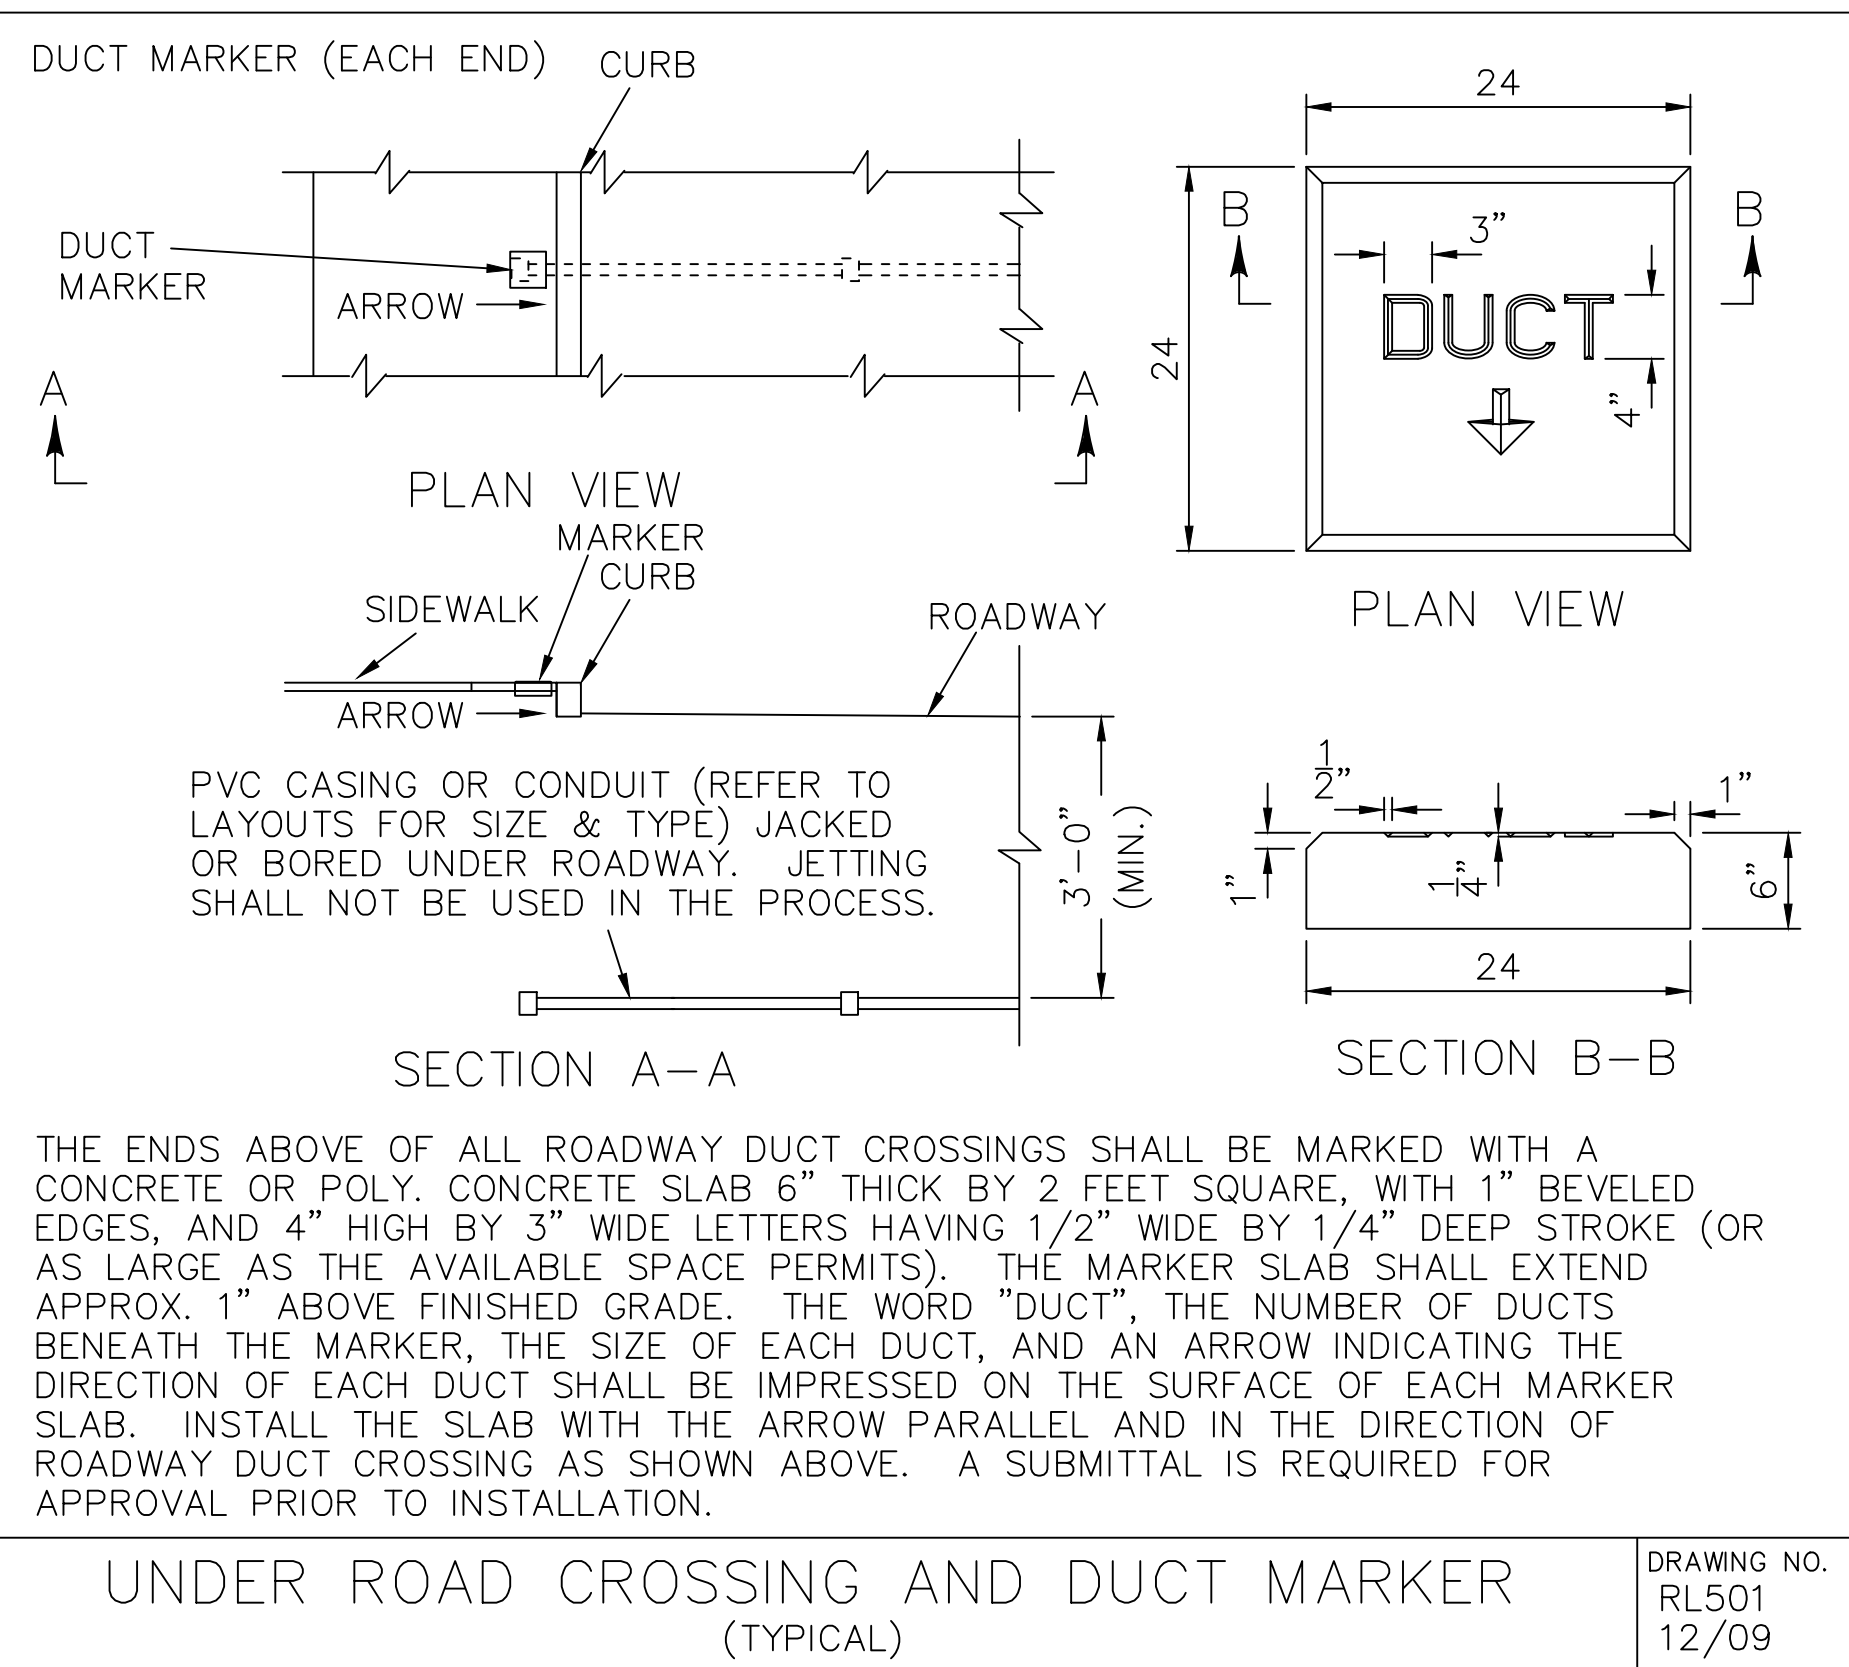 DUCT MARKER (EACH END)
CURB
DUCT
MARKER
ARROW
A
A
PLAN VIEW
24
24
B
B
3”
DUCT
4”
PLAN VIEW
MARKER
CURB
SIDEWALK
ROADWAY
ARROW
PVC CASING OR CONDUIT (REFER TO
LAYOUTS FOR SIZE & TYPE) JACKED
OR BORED UNDER ROADWAY. JETTING
SHALL NOT BE USED IN THE PROCESS.
3’-0”
(MIN.)
SECTION A-A
1/2”
1”
1”
1/4”
6”
24
SECTION B-B
THE ENDS ABOVE OF ALL ROADWAY DUCT CROSSINGS SHALL BE MARKED WITH A
CONCRETE OR POLY. CONCRETE SLAB 6” THICK BY 2 FEET SQUARE, WITH 1” BEVELED
EDGES, AND 4” HIGH BY 3” WIDE LETTERS HAVING 1/2” WIDE BY 1/4” DEEP STROKE (OR
AS LARGE AS THE AVAILABLE SPACE PERMITS). THE MARKER SLAB SHALL EXTEND
APPROX. 1” ABOVE FINISHED GRADE. THE WORD ”DUCT”, THE NUMBER OF DUCTS
BENEATH THE MARKER, THE SIZE OF EACH DUCT, AND AN ARROW INDICATING THE
DIRECTION OF EACH DUCT SHALL BE IMPRESSED ON THE SURFACE OF EACH MARKER
SLAB. INSTALL THE SLAB WITH THE ARROW PARALLEL AND IN THE DIRECTION OF
ROADWAY DUCT CROSSING AS SHOWN ABOVE. A SUBMITTAL IS REQUIRED FOR
APPROVAL PRIOR TO INSTALLATION.
UNDER ROAD CROSSING AND DUCT MARKER
(TYPICAL)
DRAWING NO.
RL501
12/09